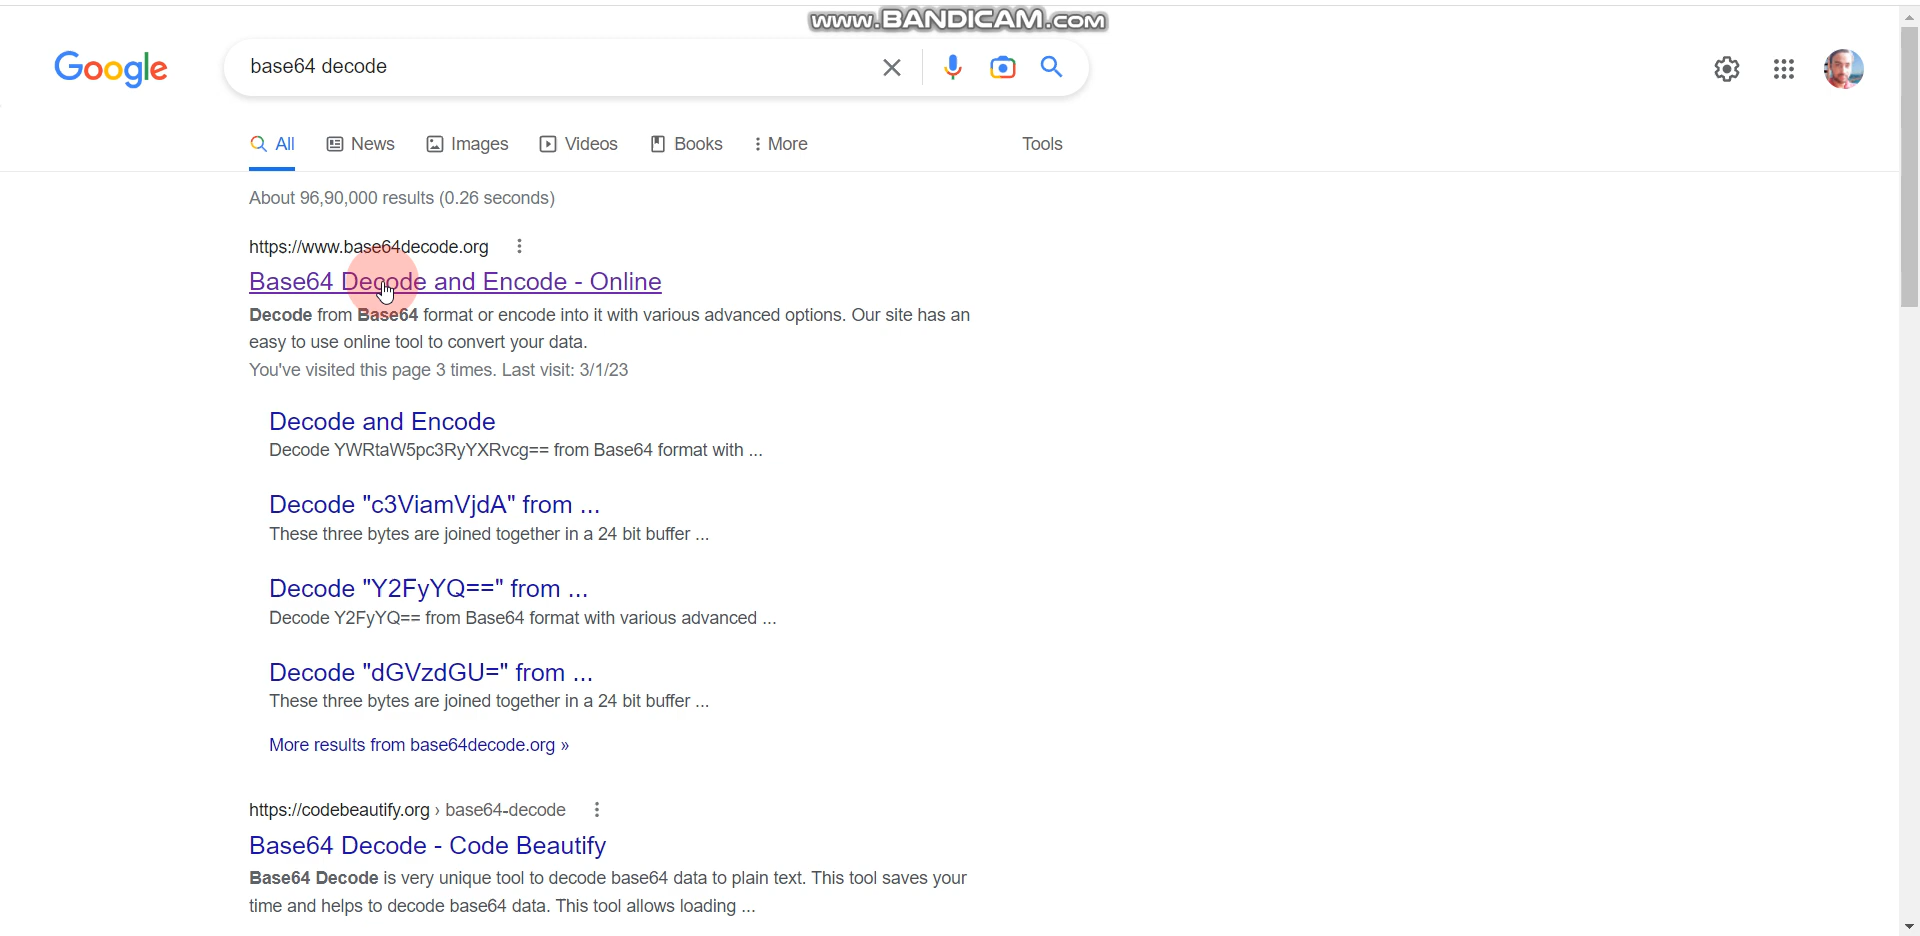 www.BANDICAM.com
Google
base64 decode
All News Images Videos Books More Tools
About 96,90,000 results (0.26 seconds)
https://www.base64decode.org
Base64 Decode and Encode - Online
Decode from Base64 format or encode into it with various advanced options. Our site has an
easy to use online tool to convert your data.
You've visited this page 3 times. Last visit: 3/1/23
Decode and Encode
Decode YWRtaW5pc3RyYXRvcg== from Base64 format with ...
Decode "c3ViamVjdA" from ...
These three bytes are joined together in a 24 bit buffer ...
Decode "Y2FyYQ==" from ...
Decode Y2FyYQ== from Base64 format with various advanced ...
Decode "dGVzdGU=" from ...
These three bytes are joined together in a 24 bit buffer ...
More results from base64decode.org »
https://codebeautify.org › base64-decode
Base64 Decode - Code Beautify
Base64 Decode is very unique tool to decode base64 data to plain text. This tool saves your
time and helps to decode base64 data. This tool allows loading ...